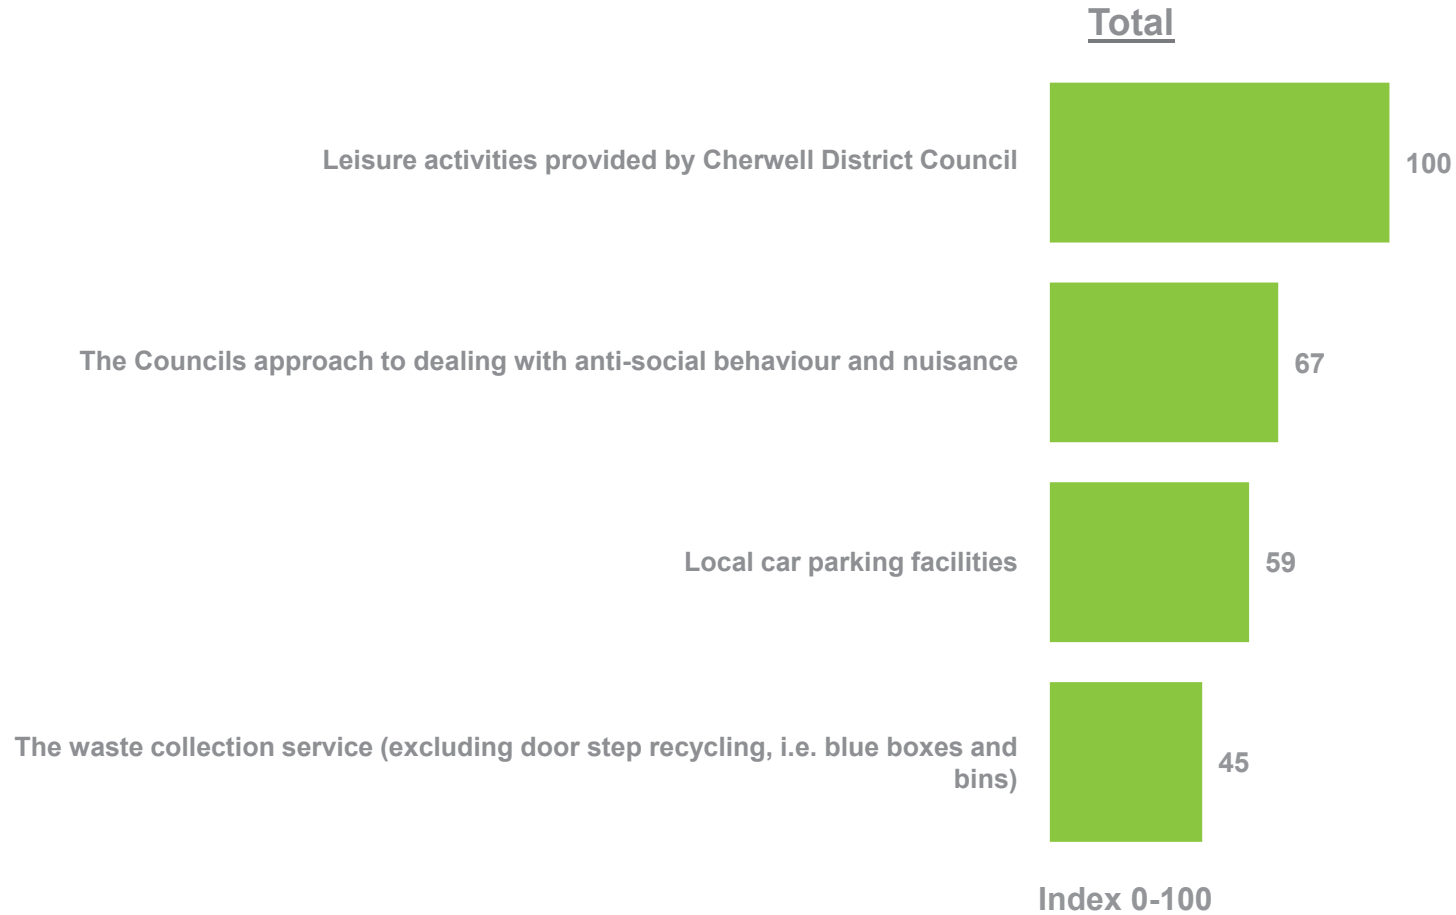 Total
Leisure activities provided by Cherwell District Council
100
The Councils approach to dealing with anti-social behaviour and nuisance
67
Local car parking facilities
59
The waste collection service (excluding door step recycling, i.e. blue boxes and
bins)
45
Index 0-100